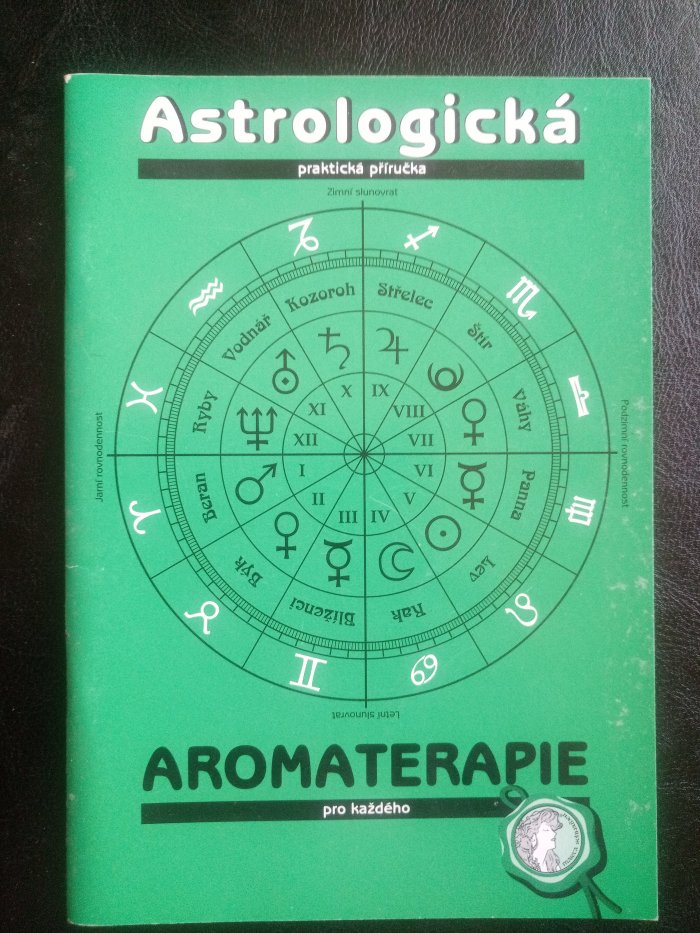 Astrologická
praktická příručka
Zimní slunovrat
Kozoroh
Střelec
Vodnář
Štír
Ryby
Váhy
Beran
Panna
Býk
Lev
Blíženci
Rak
X
IX
XI
VIII
XII
VII
I
VI
II
V
III
IV
Jarní rovnodennost
Podzimní rovnodennost
Letní slunovrat
AROMATERAPIE
pro každého